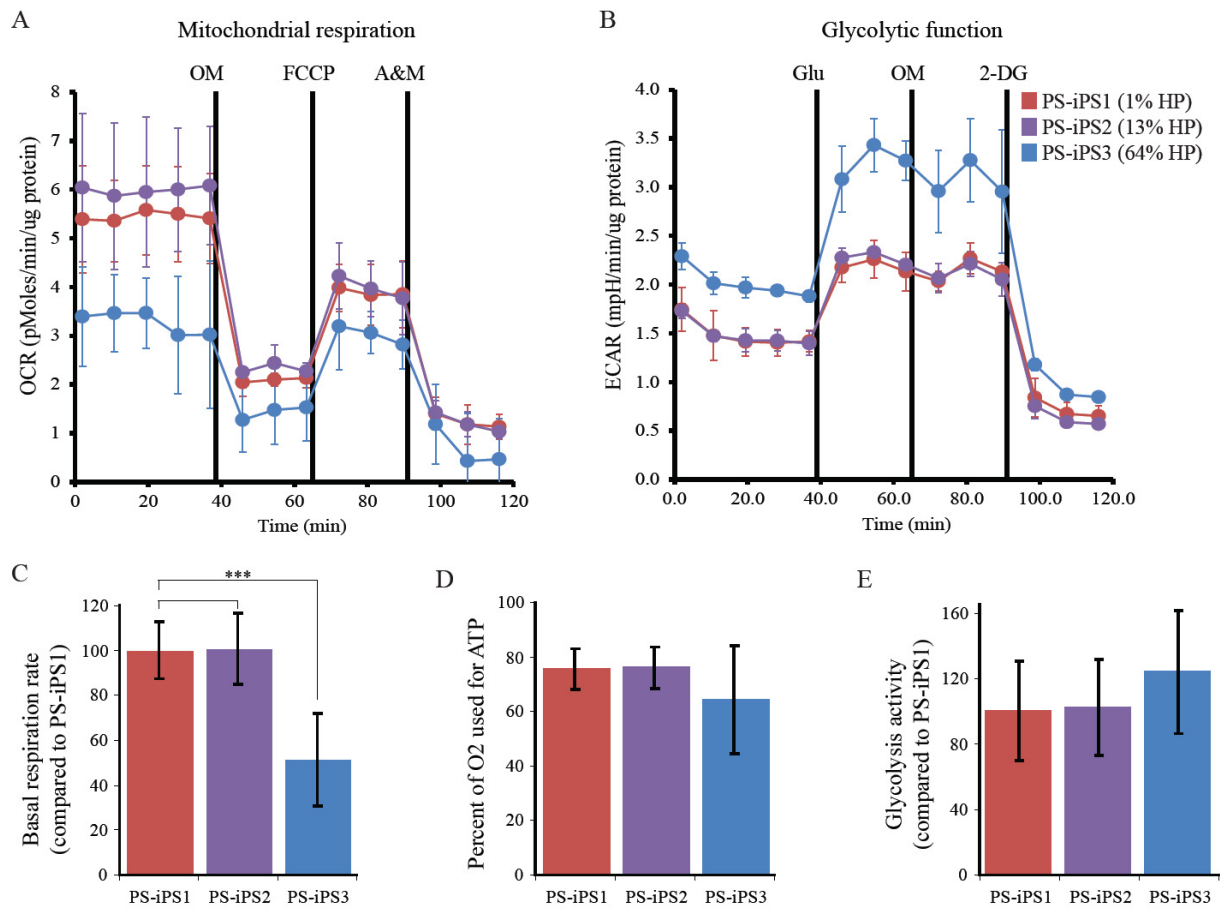 A
Mitochondrial respiration
OM
FCCP
A&M
OCR (pMoles/min/ug protein)
8
7
6
5
4
3
2
1
0
0
20
40
60
80
100
120
Time (min)
B
Glycolytic function
Glu
OM
2-DG
PS-iPS1 (1% HP)
PS-iPS2 (13% HP)
PS-iPS3 (64% HP)
ECAR (mpH/min/ug protein)
4.0
3.5
3.0
2.5
2.0
1.5
1.0
0.5
0.0
0.0
20.0
40.0
60.0
80.0
100.0
120.0
Time (min)
C
***
Basal respiration rate
(compared to PS-iPS1)
120
100
80
60
40
20
0
PS-iPS1
PS-iPS2
PS-iPS3
D
Percent of O2 used for ATP
100
80
60
40
20
0
PS-iPS1
PS-iPS2
PS-iPS3
E
Glycolysis activity
(compared to PS-iPS1)
160
120
80
40
0
PS-iPS1
PS-iPS2
PS-iPS3